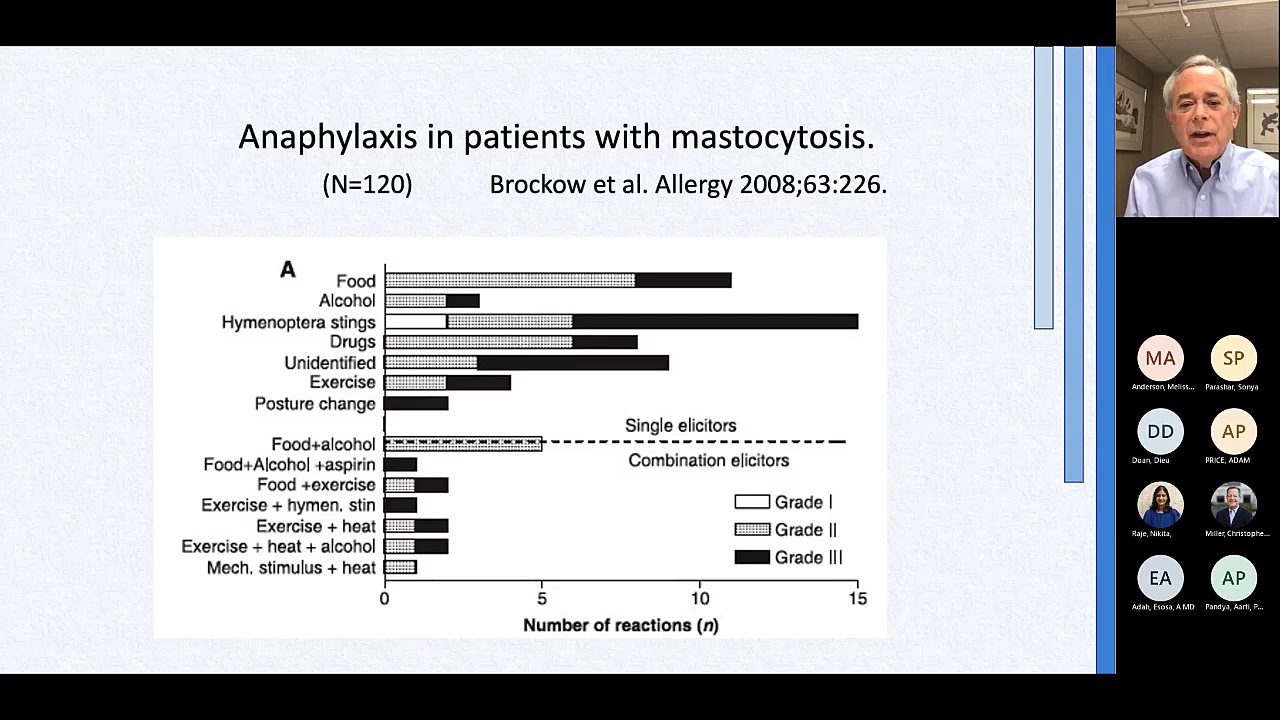 Anaphylaxis in patients with mastocytosis.
(N=120) Brockow et al. Allergy 2008;63:226.
A
Food
Alcohol
Hymenoptera stings
Drugs
Unidentified
Exercise
Posture change
Single elicitors
Food+alcohol
Combination elicitors
Food+Alcohol +aspirin
Food +exercise
Exercise + hymen. stin
Exercise + heat
Exercise + heat + alcohol
Mech. stimulus + heat
Grade I
Grade II
Grade III
0 5 10 15
Number of reactions (n)
MA SP
Anderson, Meliss... Parashar, Sonya
DD AP
Doan, Dieu PRICE, ADAM
Raje, Nikita, Miller, Christophe...
EA AP
Adah, Esosa, A MD Pandya, Aarti, P...